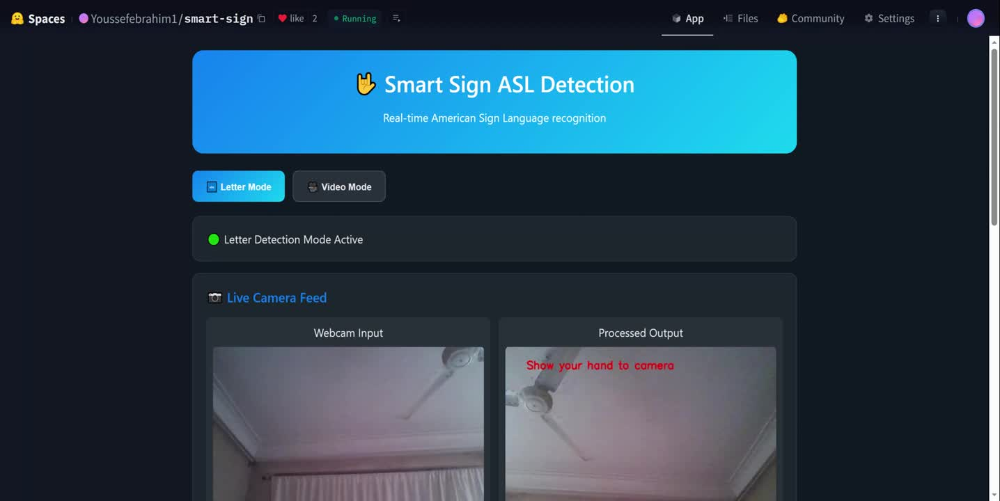 Spaces
Youssefebrahim1/smart-sign
like 2
Running
App
Files
Community
Settings
Smart Sign ASL Detection
Real-time American Sign Language recognition
Letter Mode
Video Mode
Letter Detection Mode Active
Live Camera Feed
Webcam Input
Processed Output
Show your hand to camera